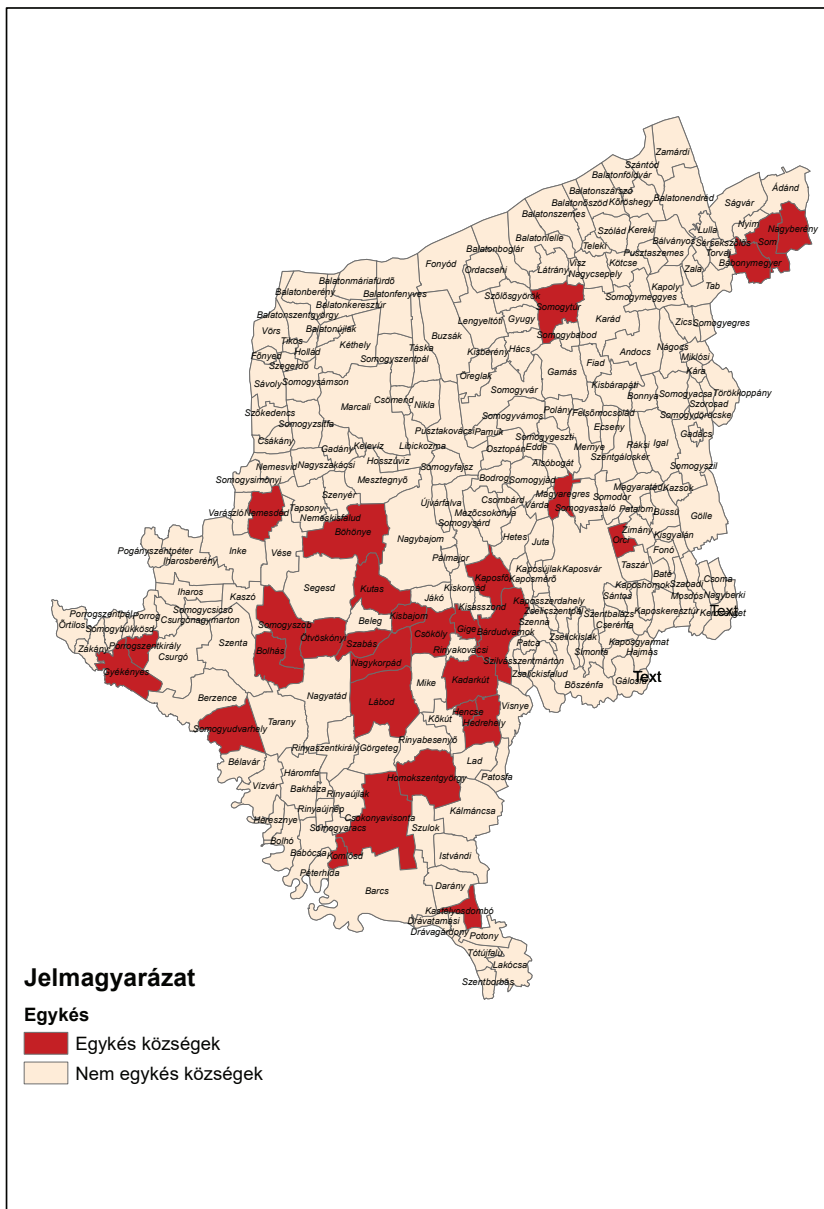 Zamárdi
Szántód
Balatonföldvár
Balatonszárszó
Balatonendréd
Balatonőszöd
Kőröshegy
Balatonszemes
Ádánd
Ságvár
Nyim
Nagyberény
Som
Lulla
Sérsekszőlős
Torvaj
Bábonymegyer
Szólád
Kereki
Bálványos
Pusztaszemes
Teleki
Kötcse
Zala
Tab
Balatonlelle
Balatonboglár
Visz
Látrány
Nagycsepely
Kapoly
Somogymeggyes
Fonyód
Ordacsehi
Szőlősgyörök
Somogytúr
Lengyeltóti
Gyugy
Karád
Zics
Somogyegres
Balatonmáriafürdő
Balatonberény
Balatonfenyves
Balatonkeresztúr
Balatonszentgyörgy
Balatonújlak
Vörs
Tikos
Hollád
Főnyed
Szegerdő
Kéthely
Táska
Buzsák
Somogyszentpál
Somogybabod
Hács
Kisberény
Öreglak
Fiad
Andocs
Nágocs
Miklósi
Kára
Gamás
Kisbárapáti
Bonnya
Somogyacsa
Törökkoppány
Szorosad
Somogydöröcske
Sávoly
Somogysámson
Somogyvár
Marcali
Csömend
Nikla
Szőkedencs
Somogyzsitfa
Csákány
Pusztakovácsi
Pamuk
Somogyvámos
Polány
Felsőmocsolád
Ecseny
Gadács
Ráksi
Igal
Szentgáloskér
Mernye
Somogygeszti
Edde
Osztopán
Alsóbogát
Somogyszil
Gadány
Kelevíz
Libickozma
Hosszúvíz
Somogyfajsz
Nemesvid
Nagyszakácsi
Mesztegnyő
Somogysimonyi
Szenyér
Tapsony
Nemeskisfalud
Varászló
Nemesdéd
Böhönye
Újvárfalva
Bodrog
Somogyjád
Csombárd
Magyaregres
Várda
Mezőcsokonya
Somogysárd
Somogyaszaló
Somodor
Magyaratád
Kazsok
Patalom
Büssü
Gölle
Zimány
Orci
Kisgyalán
Fonó
Hetes
Juta
Taszár
Pogányszentpéter
Iharosberény
Inke
Vése
Nagybajom
Pálmajor
Kaposfő
Kaposújlak
Kaposmérő
Kaposvár
Baté
Kaposhomok
Szabadi
Csoma
Nagyberki
Mosdós
Sántos
Kaposkeresztúr
Text
Segesd
Kutas
Jákó
Kiskorpád
Kisasszond
Kaposszerdahely
Zselicszentpál
Szentbalázs
Cserénfa
Iharos
Kaszó
Somogycsicsó
Csurgónagymarton
Porrog
Porrogszentpál
Őrtilos
Somogybükkösd
Porrogszentkirály
Zákány
Csurgó
Gyékényes
Szenta
Somogyszob
Bolhás
Ötvöskónyi
Beleg
Szabás
Kisbajom
Csököly
Gige
Bárdudvarnok
Szenna
Patca
Zselickislak
Simonfa
Kaposgyarmat
Hajmás
Rinyakovácsi
Szilvásszentmárton
Zselickisfalud
Bőszénfa
Gálosfa
Text
Nagykorpád
Kadarkút
Berzence
Nagyatád
Lábod
Mike
Hencse
Hedrehely
Visnye
Kőkút
Somogyudvarhely
Tarany
Rinyaszentkirály
Görgeteg
Rinyabesenyő
Bélavár
Lad
Patosfa
Háromfa
Homokszentgyörgy
Vízvár
Bakháza
Rinyaújlak
Rinyaújnép
Csokonyavisonta
Kálmáncsa
Heresznye
Somogyaracs
Szulok
Bolhó
Babócsa
Komlósd
Istvándi
Péterhida
Barcs
Darány
Kastélyosdombó
Drávatamási
Drávagárdony
Potony
Tótújfalu
Lakócsa
Szentborbás
Jelmagyarázat
Egykés
Egykés községek
Nem egykés községek